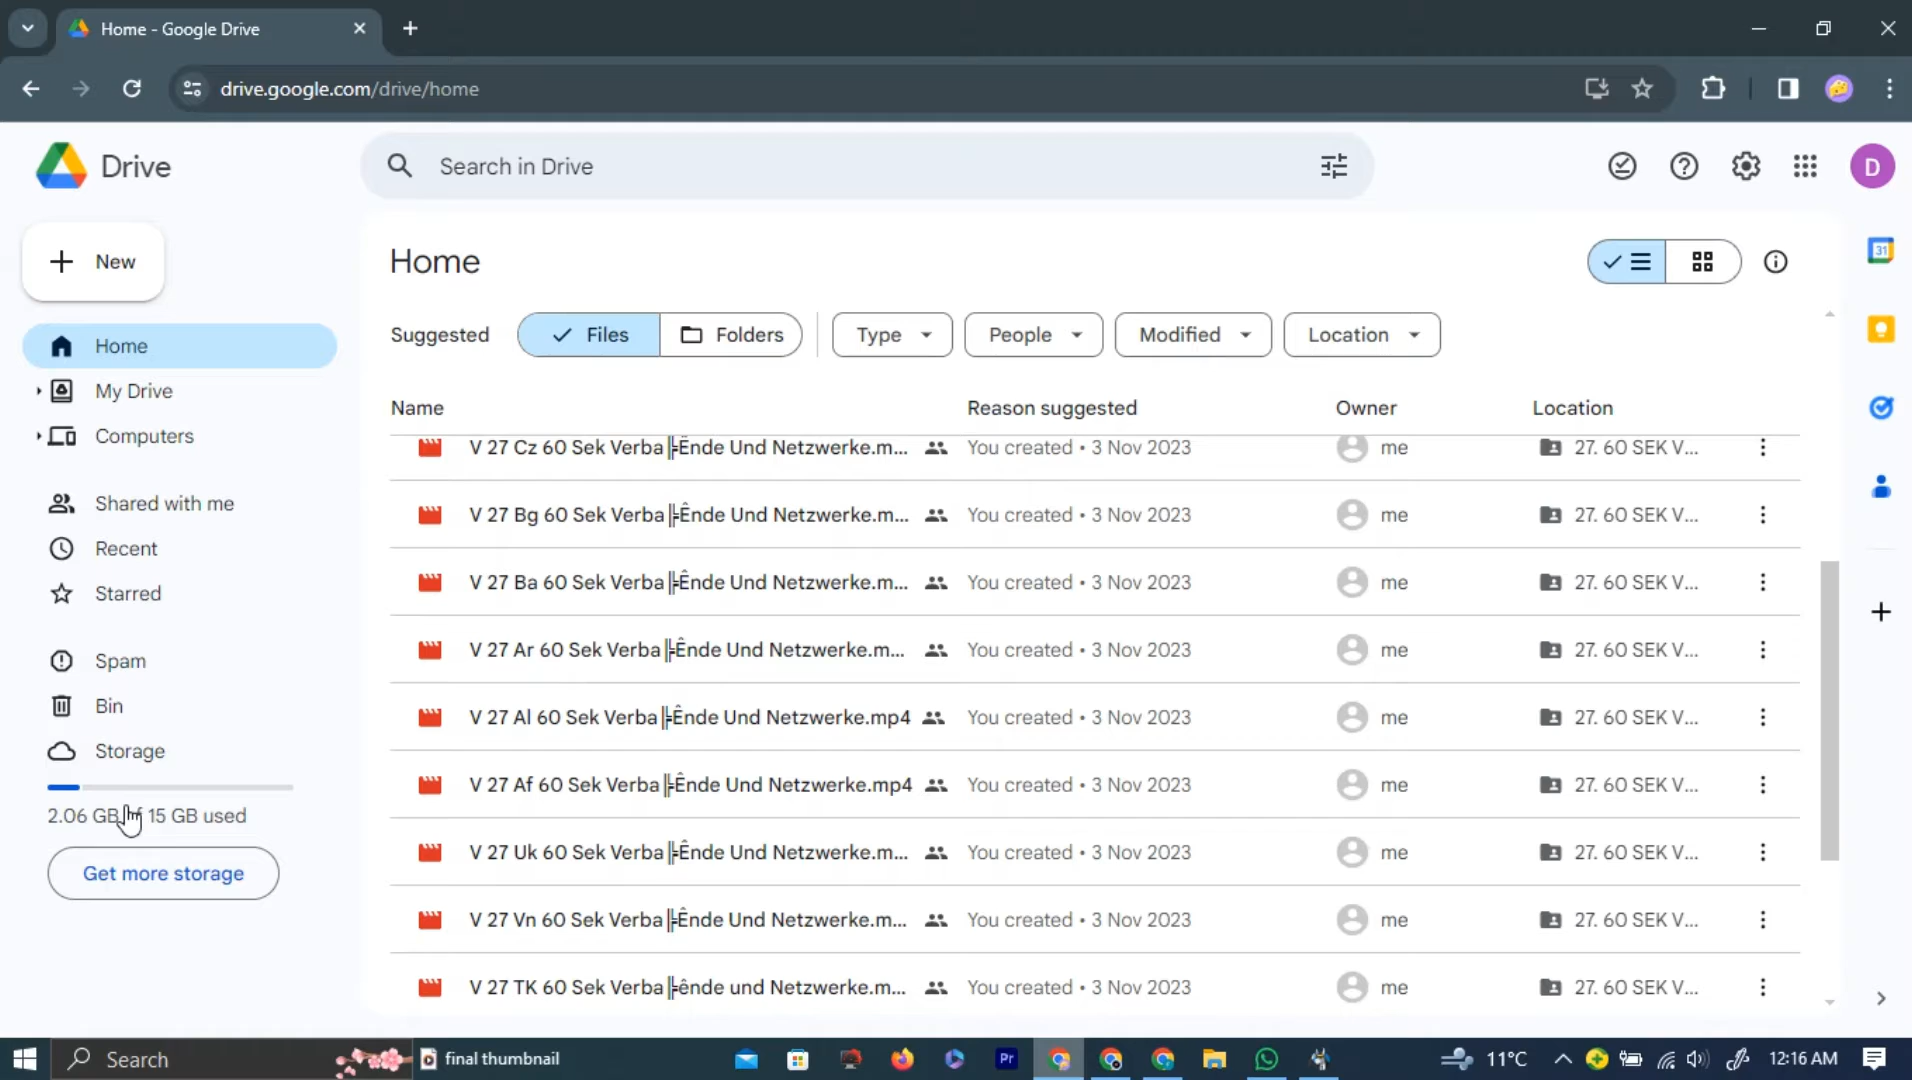 Home - Google Drive
drive.google.com/drive/home
Drive
Search in Drive
D
New
Home
My Drive
Computers
Shared with me
Recent
Starred
Spam
Bin
Storage
2.06 GB of 15 GB used
Get more storage
Home
Suggested Files Folders Type People Modified Location
Name Reason suggested Owner Location
V 27 Cz 60 Sek Verba╠Ênde Und Netzwerke.m... You created • 3 Nov 2023 me 27. 60 SEK V...
V 27 Bg 60 Sek Verba╠Ênde Und Netzwerke.m... You created • 3 Nov 2023 me 27. 60 SEK V...
V 27 Ba 60 Sek Verba╠Ênde Und Netzwerke.m... You created • 3 Nov 2023 me 27. 60 SEK V...
V 27 Ar 60 Sek Verba╠Ênde Und Netzwerke.m... You created • 3 Nov 2023 me 27. 60 SEK V...
V 27 Al 60 Sek Verba╠Ênde Und Netzwerke.mp4 You created • 3 Nov 2023 me 27. 60 SEK V...
V 27 Af 60 Sek Verba╠Ênde Und Netzwerke.mp4 You created • 3 Nov 2023 me 27. 60 SEK V...
V 27 Uk 60 Sek Verba╠Ênde Und Netzwerke.m... You created • 3 Nov 2023 me 27. 60 SEK V...
V 27 Vn 60 Sek Verba╠Ênde Und Netzwerke.m... You created • 3 Nov 2023 me 27. 60 SEK V...
V 27 TK 60 Sek Verba╠ênde und Netzwerke.m... You created • 3 Nov 2023 me 27. 60 SEK V...
31
Search
final thumbnail
Pr
11°C
12:16 AM